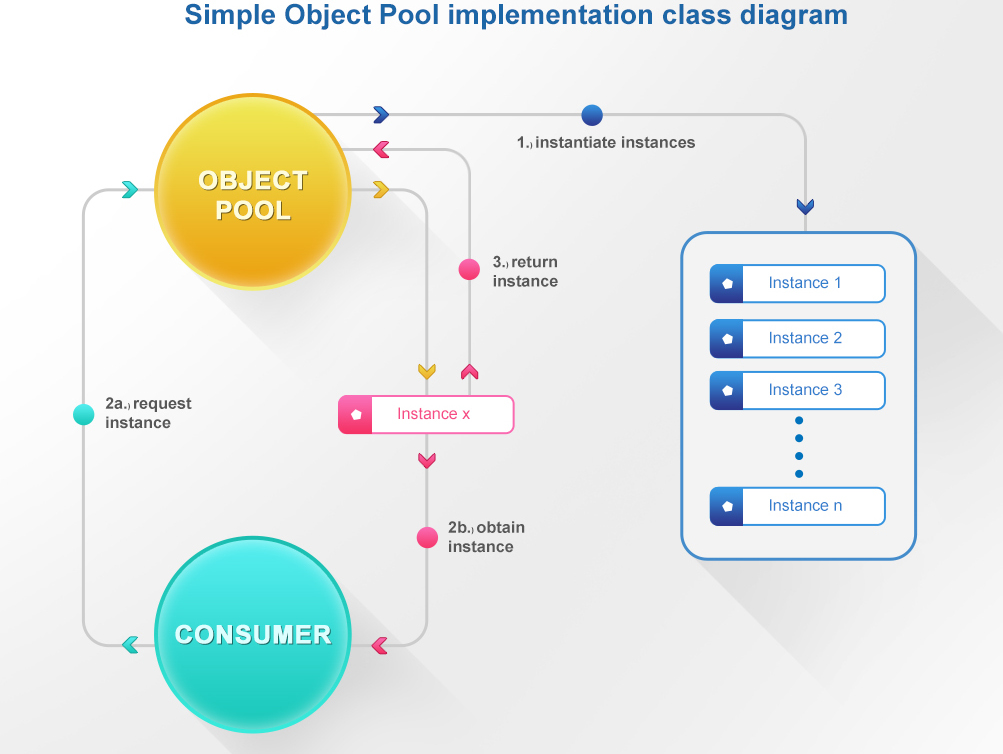 Simple Object Pool implementation class diagram
1.) instantiate instances
OBJECT
POOL
3.) return
instance
Instance 1
Instance 2
Instance 3
Instance n
2a.) request
instance
Instance x
2b.) obtain
instance
CONSUMER